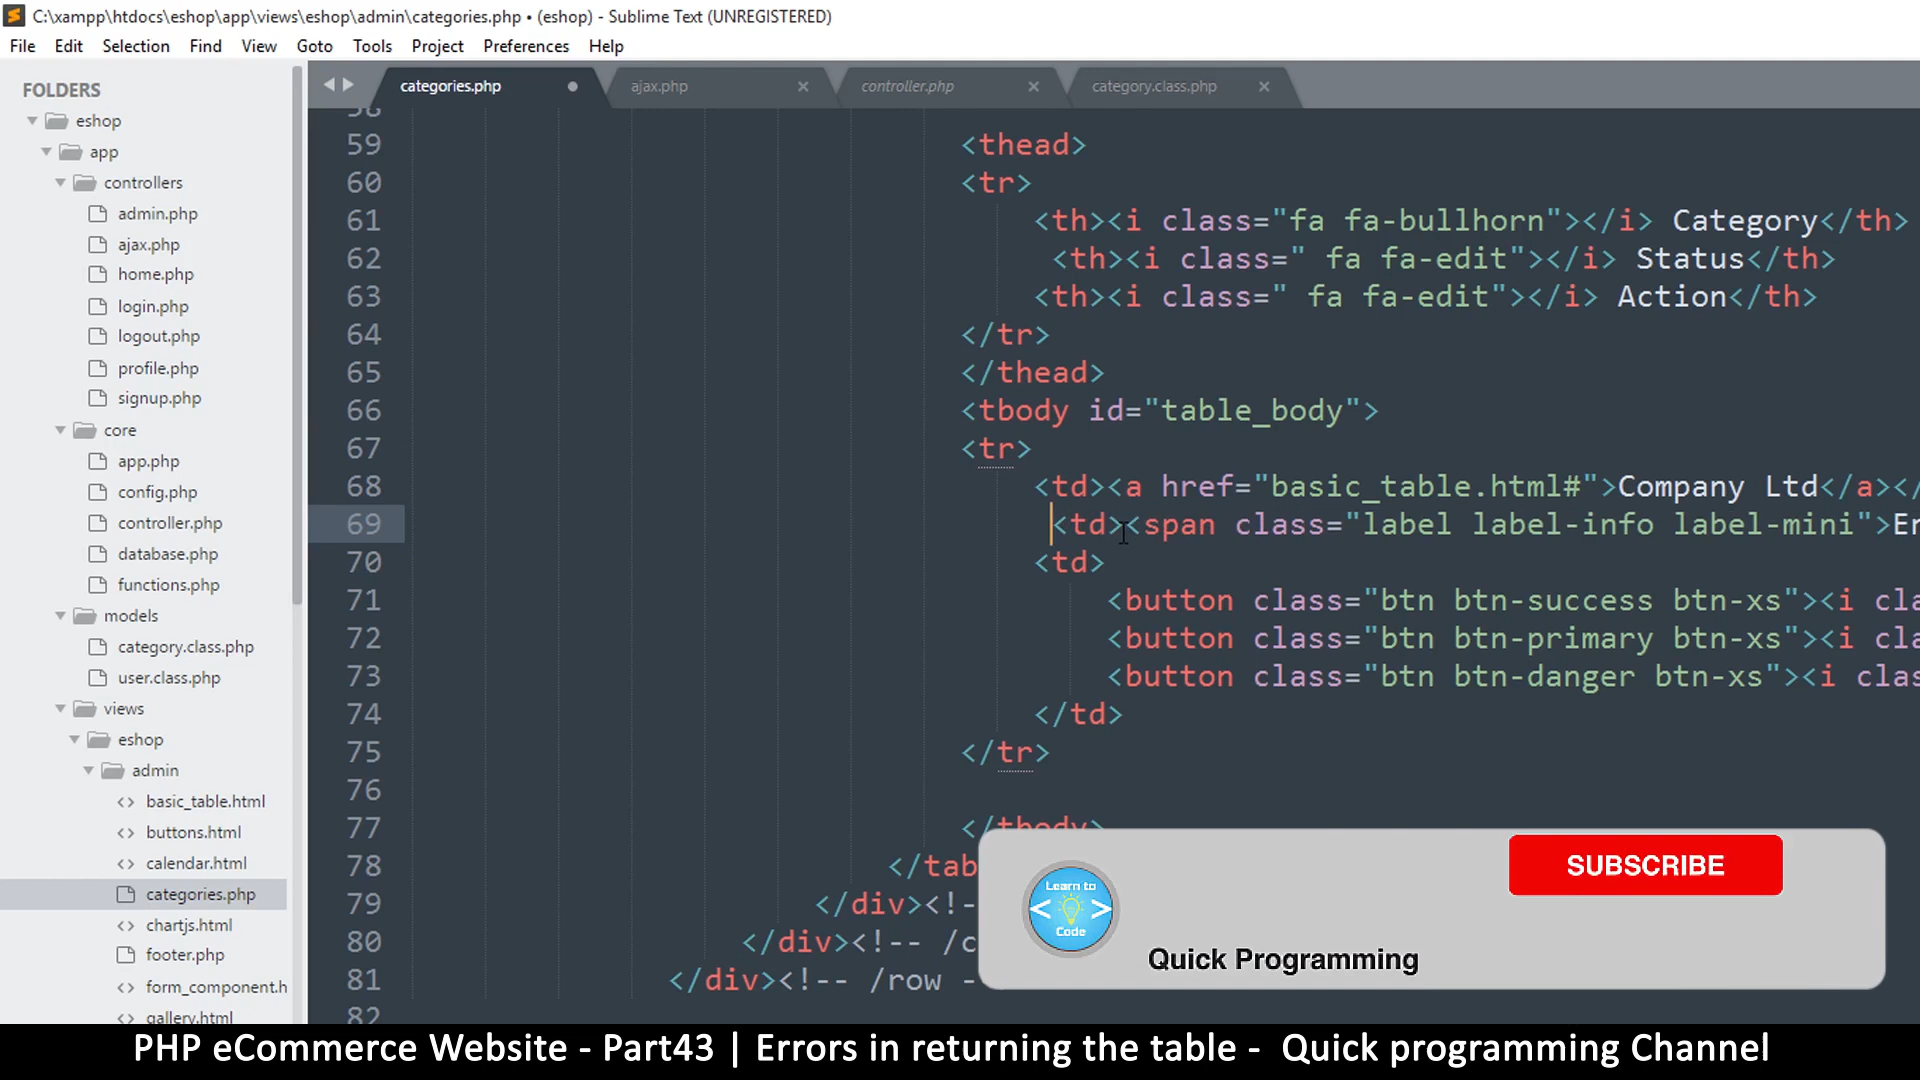 C:\xampp\htdocs\eshop\app\views\eshop\admin\categories.php • (eshop) - Sublime Text (UNREGISTERED)
File Edit Selection Find View Goto Tools Project Preferences Help
FOLDERS
eshop
app
controllers
admin.php
ajax.php
home.php
login.php
logout.php
profile.php
signup.php
core
app.php
config.php
controller.php
database.php
functions.php
models
category.class.php
user.class.php
views
eshop
admin
basic_table.html
buttons.html
calendar.html
categories.php
chartjs.html
footer.php
form_component.h
gallery.html
categories.php ajax.php controller.php category.class.php
58
59 <thead>
60 <tr>
61 <th><i class="fa fa-bullhorn"></i> Category</th>
62 <th><i class=" fa fa-edit"></i> Status</th>
63 <th><i class=" fa fa-edit"></i> Action</th>
64 </tr>
65 </thead>
66 <tbody id="table_body">
67 <tr>
68 <td><a href="basic_table.html#">Company Ltd</a></
69 <td><span class="label label-info label-mini">En
70 <td>
71 <button class="btn btn-success btn-xs"><i cla
72 <button class="btn btn-primary btn-xs"><i cla
73 <button class="btn btn-danger btn-xs"><i clas
74 </td>
75 </tr>
76
77 </tbody>
78 </tab
79 </div><!-
80 </div><!-- /c
81 </div><!-- /row -
82
SUBSCRIBE
Learn to
< >
Code
Quick Programming
PHP eCommerce Website - Part43 | Errors in returning the table - Quick programming Channel